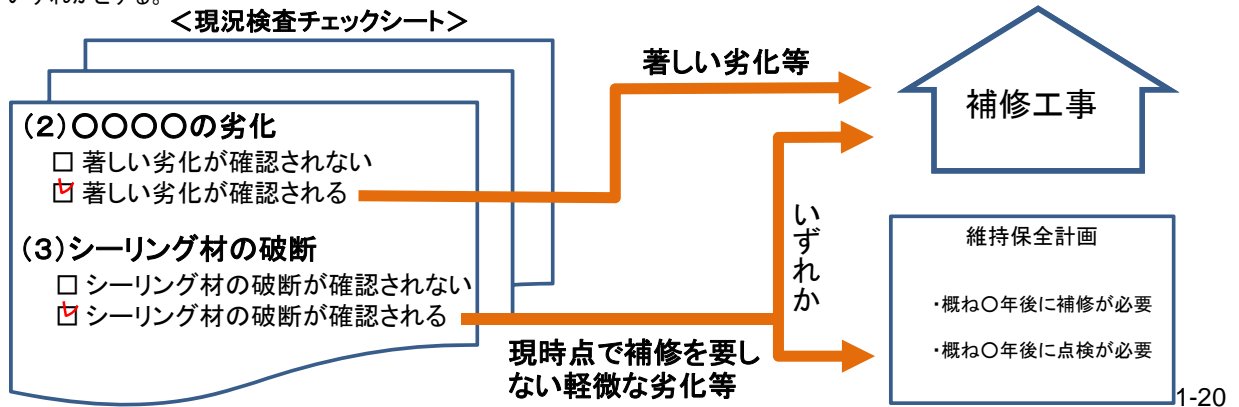 いずれかとする。
＜現況検査チェックシート＞
(2)〇〇〇〇の劣化
□ 著しい劣化が確認されない
☑ 著しい劣化が確認される
(3)シーリング材の破断
□ シーリング材の破断が確認されない
☑ シーリング材の破断が確認される
著しい劣化等
いずれか
現時点で補修を要し
ない軽微な劣化等
補修工事
維持保全計画
・概ね〇年後に補修が必要
・概ね〇年後に点検が必要
1-20